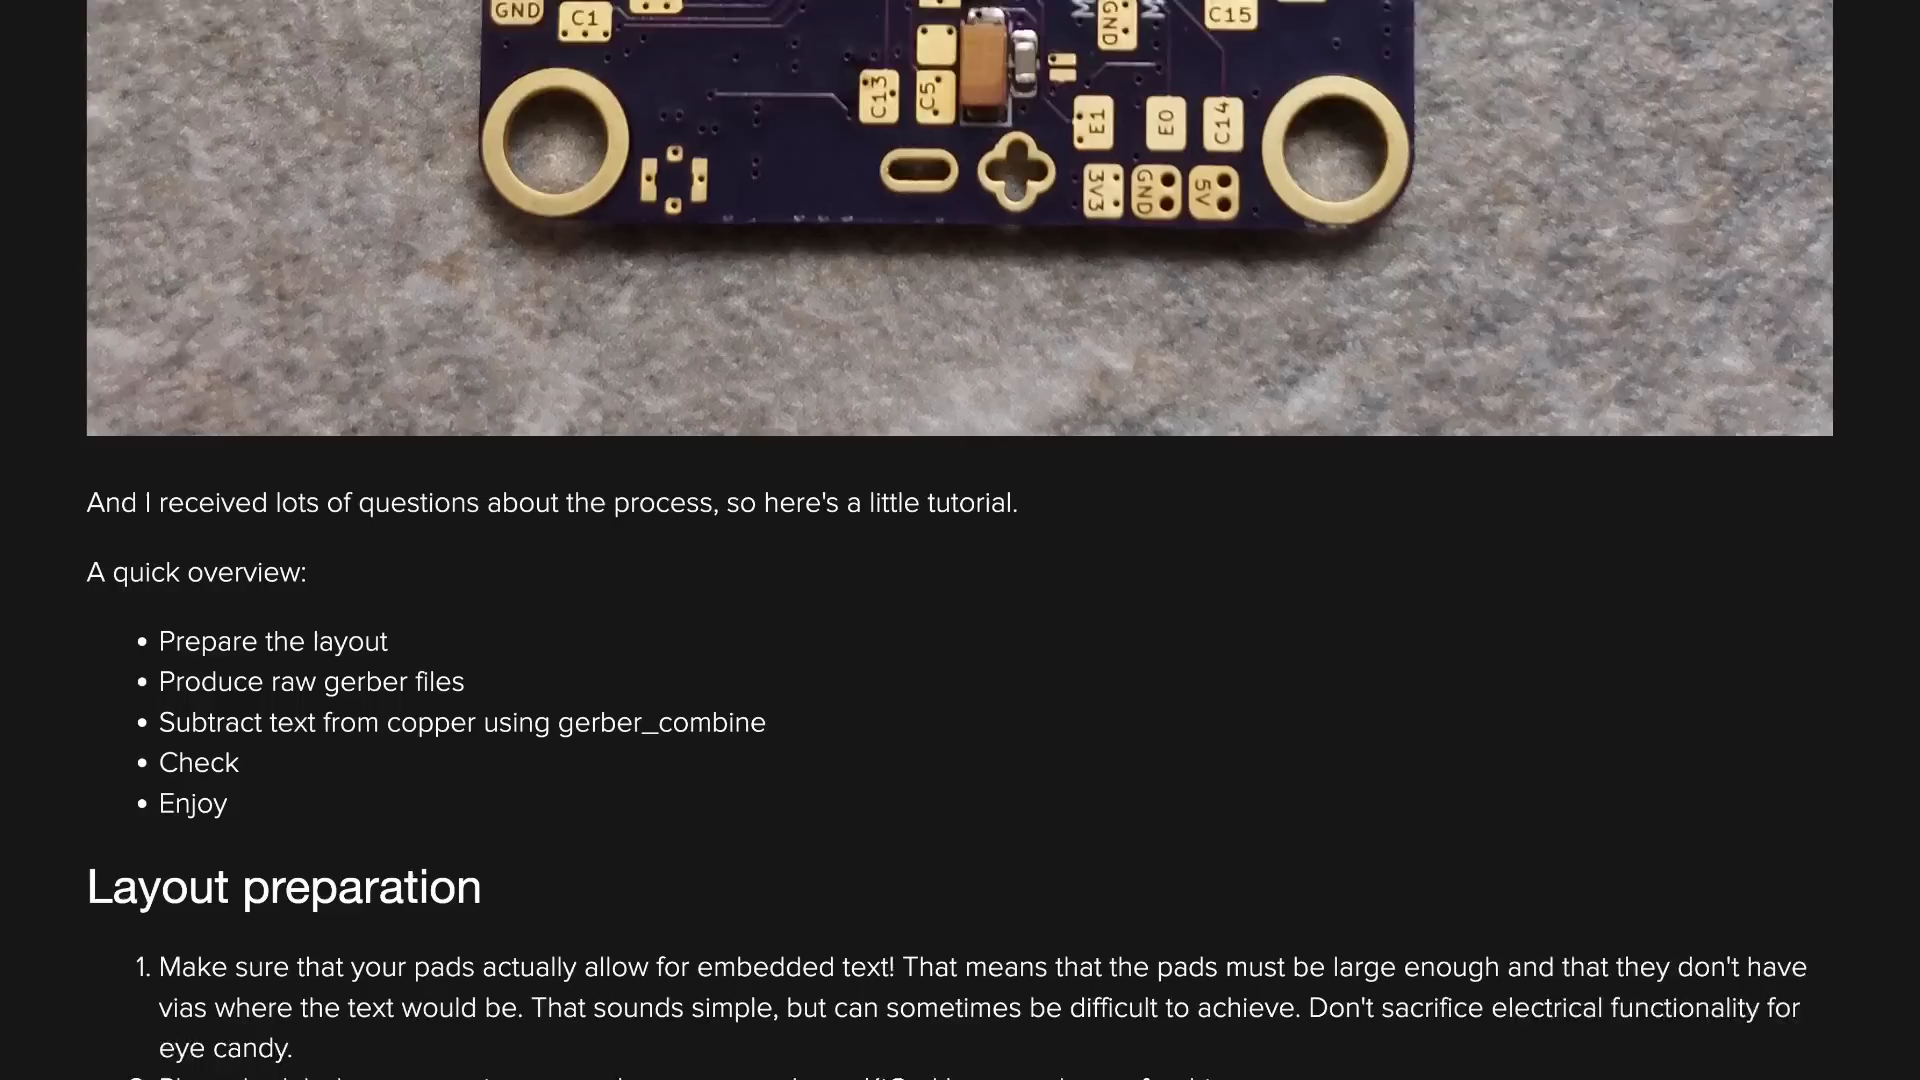 GND
C1
C15
GND
C13
C5
E1
E0
C14
3V3
GND
5V
And I received lots of questions about the process, so here's a little tutorial.
A quick overview:
• Prepare the layout
• Produce raw gerber files
• Subtract text from copper using gerber_combine
• Check
• Enjoy
Layout preparation
1. Make sure that your pads actually allow for embedded text! That means that the pads must be large enough and that they don't have
vias where the text would be. That sounds simple, but can sometimes be difficult to achieve. Don't sacrifice electrical functionality for
eye candy.